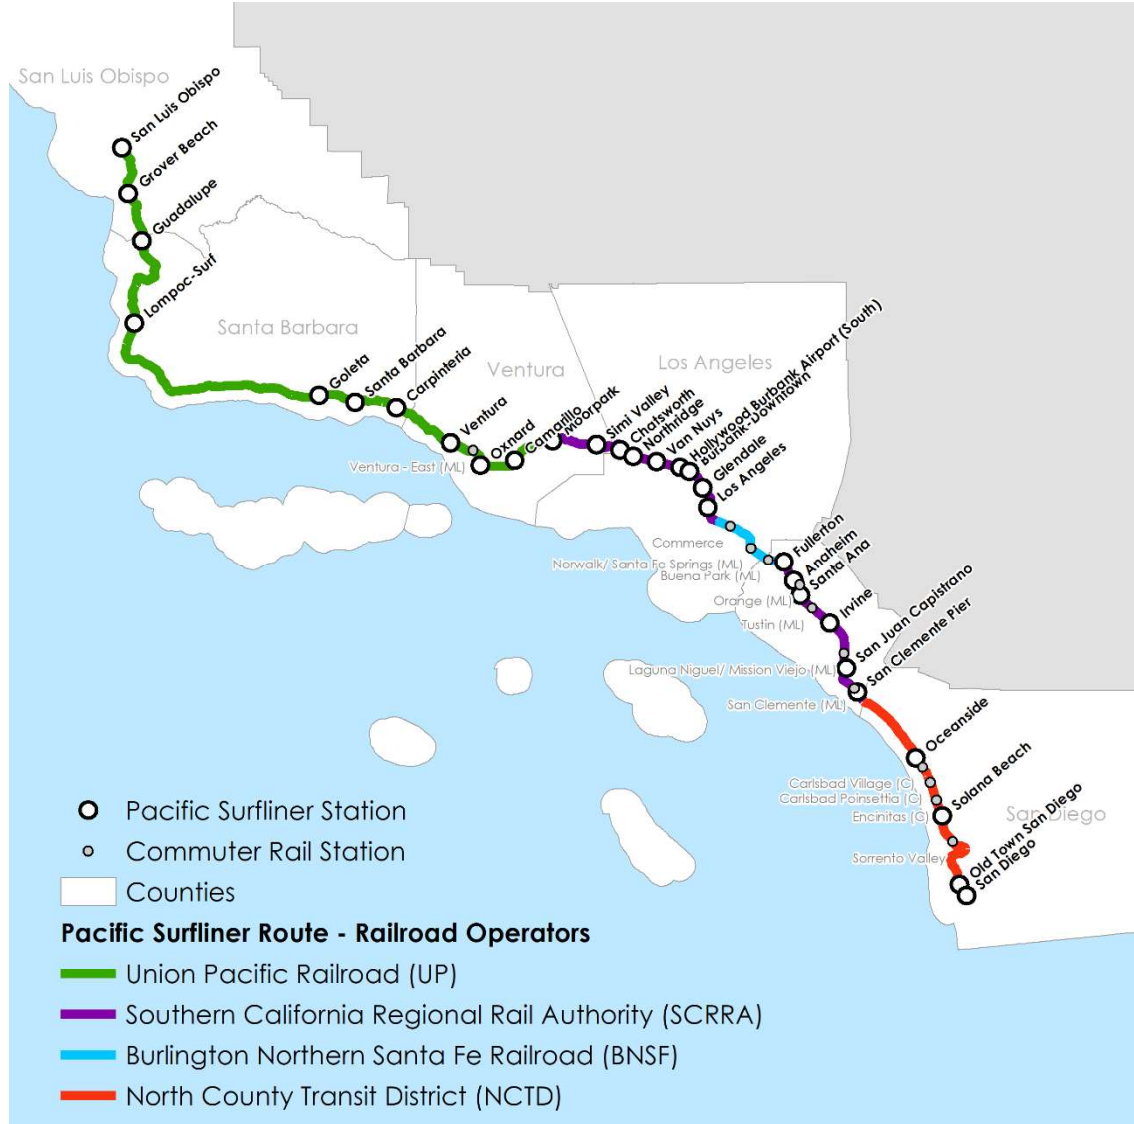 San Luis Obispo
San Luis Obispo
Grover Beach
Guadalupe
Lompoc-Surf
Santa Barbara
Goleta
Santa Barbara
Carpinteria
Ventura
Ventura
Ventura - East (ML)
Oxnard
Camarillo
Moorpark
Los Angeles
Simi Valley
Chatsworth
Northridge
Van Nuys
Hollywood Burbank Airport (South)
Burbank-Downtown
Glendale
Los Angeles
Commerce
Norwalk/ Santa Fe Springs (ML)
Buena Park (ML)
Fullerton
Anaheim
Santa Ana
Orange (ML)
Tustin (ML)
Irvine
Laguna Niguel/ Mission Viejo (ML)
San Juan Capistrano
San Clemente Pier
San Clemente (ML)
Oceanside
Carlsbad Village (C)
Carlsbad Poinsettia (C)
Encinitas (C)
Solana Beach
San Diego
Sorrento Valley
Old Town San Diego
San Diego
Pacific Surfliner Station
Commuter Rail Station
Counties
Pacific Surfliner Route - Railroad Operators
Union Pacific Railroad (UP)
Southern California Regional Rail Authority (SCRRA)
Burlington Northern Santa Fe Railroad (BNSF)
North County Transit District (NCTD)